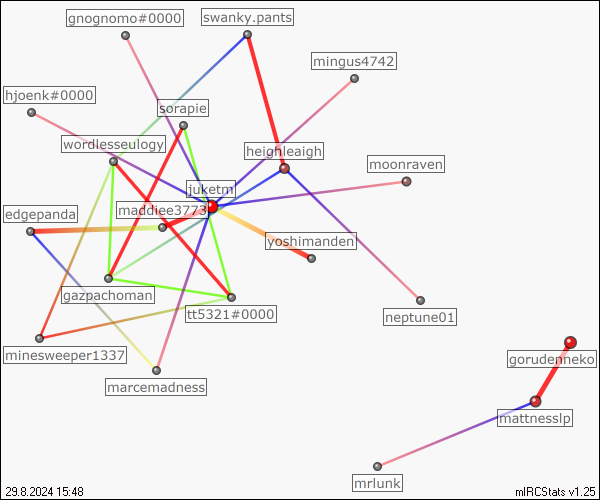 gnognomo#0000
swanky.pants
mingus4742
hjoenk#0000
sorapie
wordlesseulogy
heighleaigh
moonraven
juketm
maddiee3773
edgepanda
yoshimanden
gazpachoman
tt5321#0000
neptune01
minesweeper1337
gorudenneko
marcemadness
mattnesslp
mrlunk
29.8.2024 15:48
mIRCStats v1.25